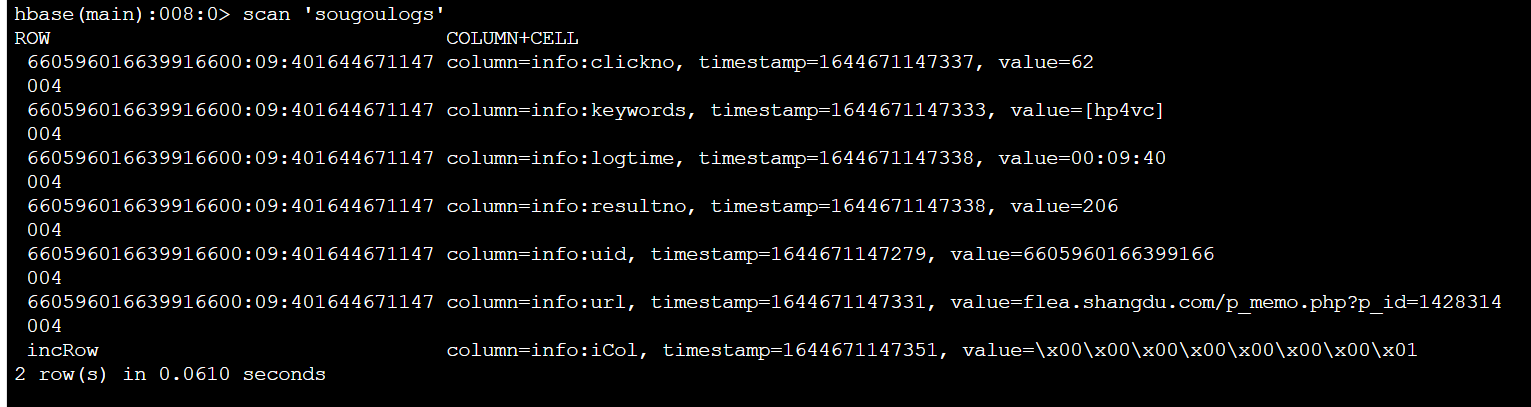 hbase(main):008:0> scan 'sougoulogs'
ROW COLUMN+CELL
660596016639916600:09:401644671147 column=info:clickno, timestamp=1644671147337, value=62
004
660596016639916600:09:401644671147 column=info:keywords, timestamp=1644671147333, value=[hp4vc]
004
660596016639916600:09:401644671147 column=info:logtime, timestamp=1644671147338, value=00:09:40
004
660596016639916600:09:401644671147 column=info:resultno, timestamp=1644671147338, value=206
004
660596016639916600:09:401644671147 column=info:uid, timestamp=1644671147279, value=6605960166399166
004
660596016639916600:09:401644671147 column=info:url, timestamp=1644671147331, value=flea.shangdu.com/p_memo.php?p_id=1428314
004
incRow column=info:iCol, timestamp=1644671147351, value=\x00\x00\x00\x00\x00\x00\x00\x01
2 row(s) in 0.0610 seconds